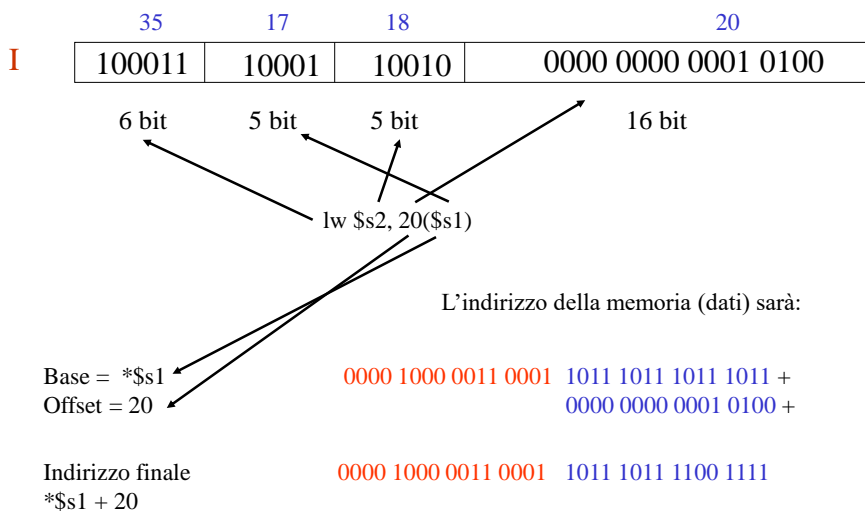 35 17 18 20
I 100011 10001 10010 0000 0000 0001 0100
6 bit 5 bit 5 bit 16 bit
lw $s2, 20($s1)
L'indirizzo della memoria (dati) sarà:
Base = *$s1 0000 1000 0011 0001 1011 1011 1011 1011 +
Offset = 20 0000 0000 0001 0100 +
Indirizzo finale 0000 1000 0011 0001 1011 1011 1100 1111
*$s1 + 20